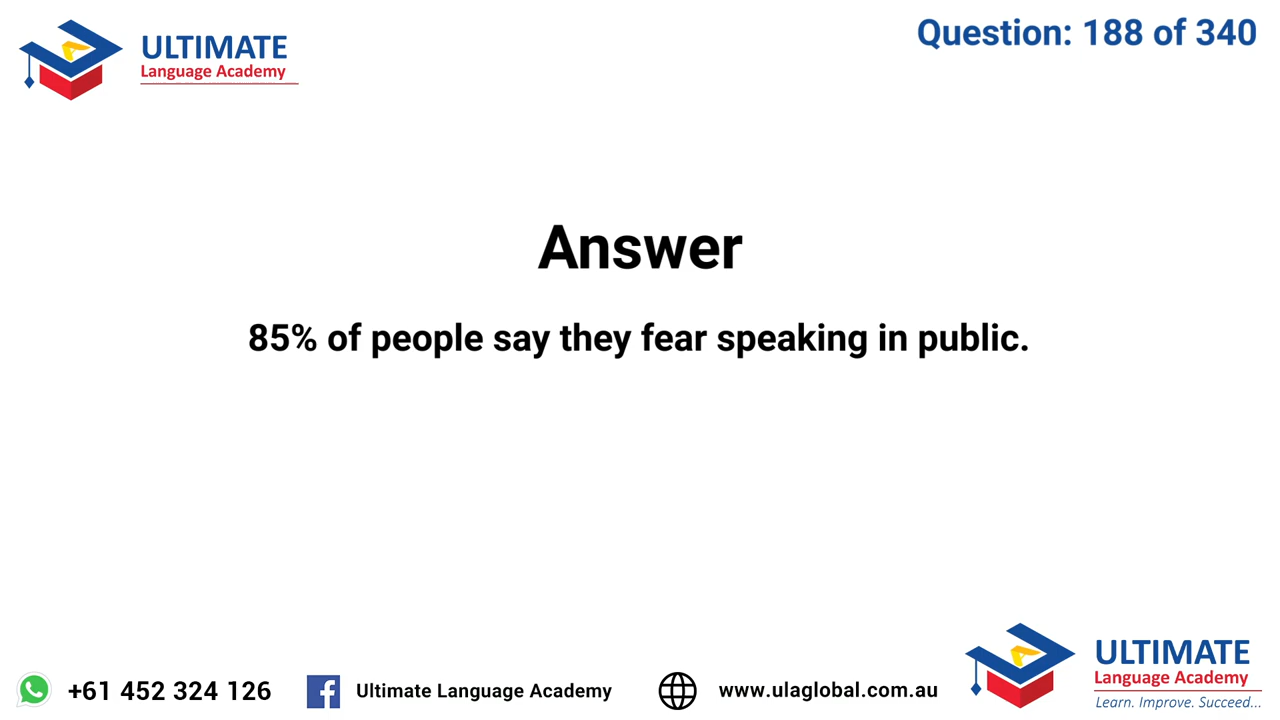 ULTIMATE
Language Academy
Question: 188 of 340
Answer
85% of people say they fear speaking in public.
+61 452 324 126
Ultimate Language Academy
www.ulaglobal.com.au
ULTIMATE
Language Academy
Learn. Improve. Succeed...